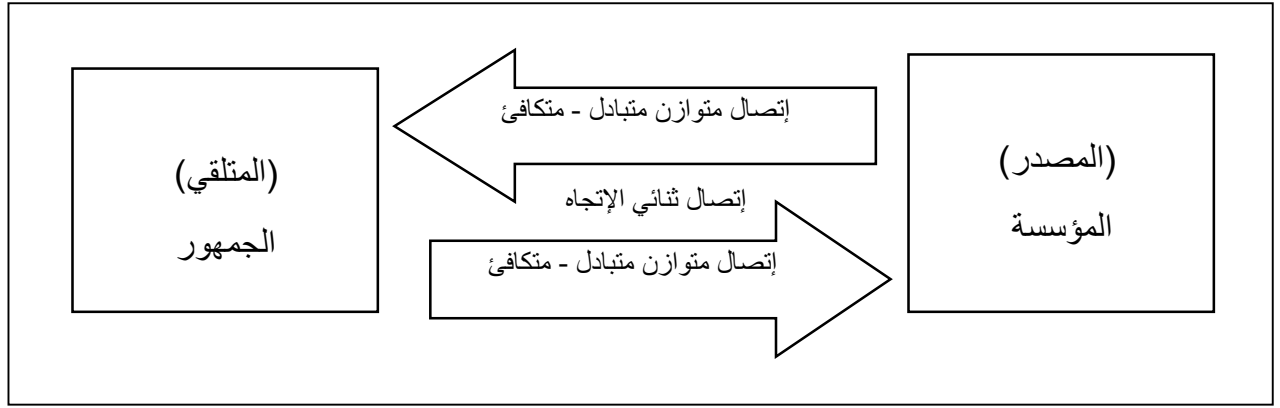 (المصدر)
المؤسسة
إتصال متوازن متبادل - متكافئ
إتصال ثنائي الإتجاه
إتصال متوازن متبادل - متكافئ
(المتلقي)
الجمهور